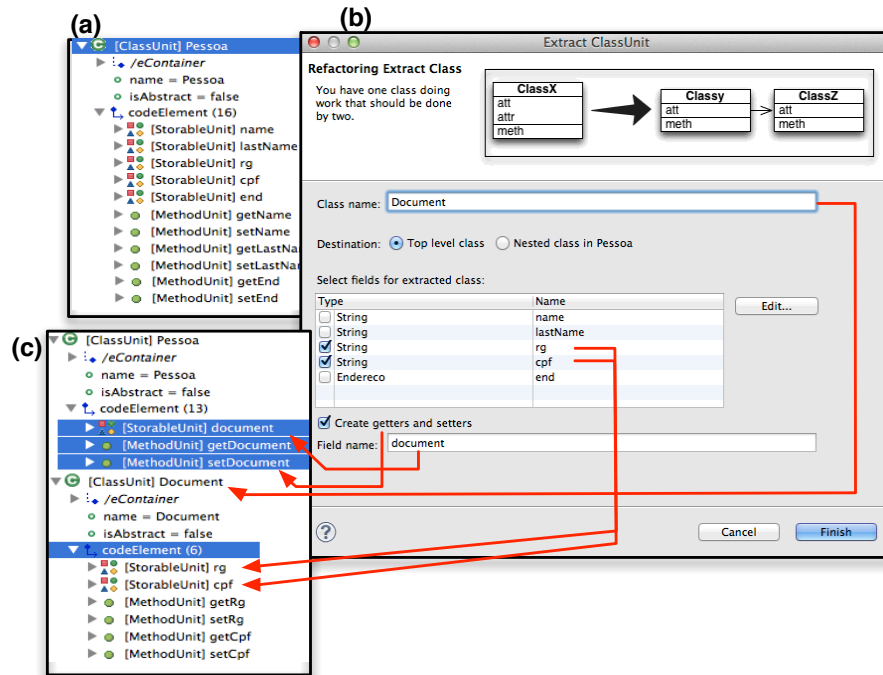 (a)
[ClassUnit] Pessoa
/eContainer
name = Pessoa
isAbstract = false
codeElement (16)
[StorableUnit] name
[StorableUnit] lastName
[StorableUnit] rg
[StorableUnit] cpf
[StorableUnit] end
[MethodUnit] getName
[MethodUnit] setName
[MethodUnit] getLastNa
[MethodUnit] setLastNa
[MethodUnit] getEnd
[MethodUnit] setEnd
(b)
Extract ClassUnit
Refactoring Extract Class
You have one class doing
work that should be done
by two.
ClassX
att
attr
meth
Classy
att
meth
ClassZ
att
meth
Class name: Document
Destination: Top level class Nested class in Pessoa
Select fields for extracted class:
Type Name
String name
String lastName
String rg
String cpf
Endereco end
Edit...
Create getters and setters
Field name: document
?
Cancel Finish
(c)
[ClassUnit] Pessoa
/eContainer
name = Pessoa
isAbstract = false
codeElement (13)
[StorableUnit] document
[MethodUnit] getDocument
[MethodUnit] setDocument
[ClassUnit] Document
/eContainer
name = Document
isAbstract = false
codeElement (6)
[StorableUnit] rg
[StorableUnit] cpf
[MethodUnit] getRg
[MethodUnit] setRg
[MethodUnit] getCpf
[MethodUnit] setCpf